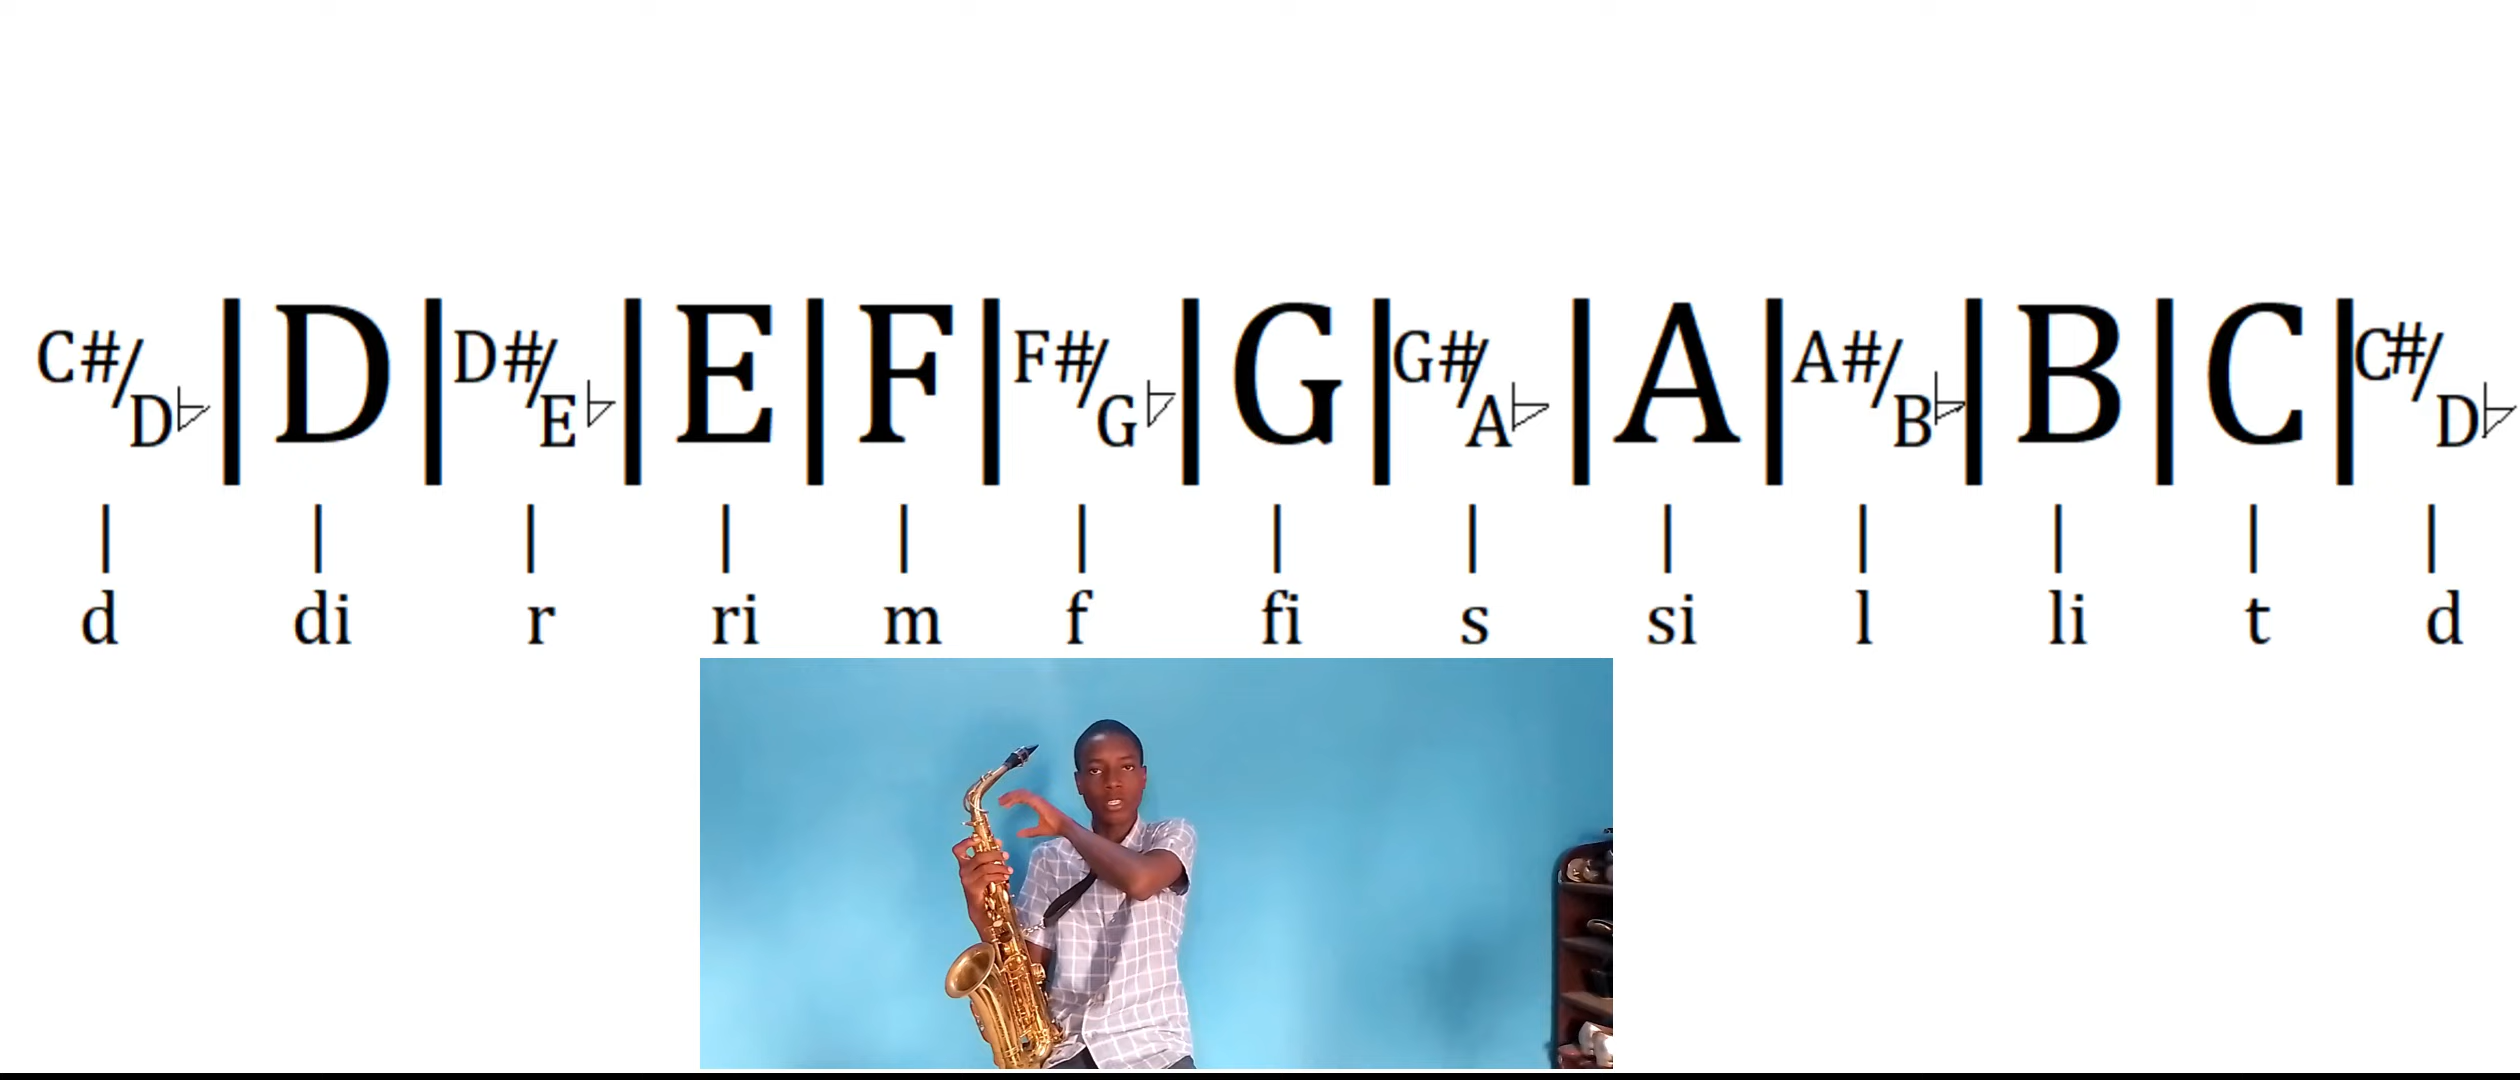 C#/D♭ | D | D#/E♭ | E | F | F#/G♭ | G | G#/A♭ | A | A#/B♭ | B | C | C#/D♭
d di r ri m f fi s si l li t d